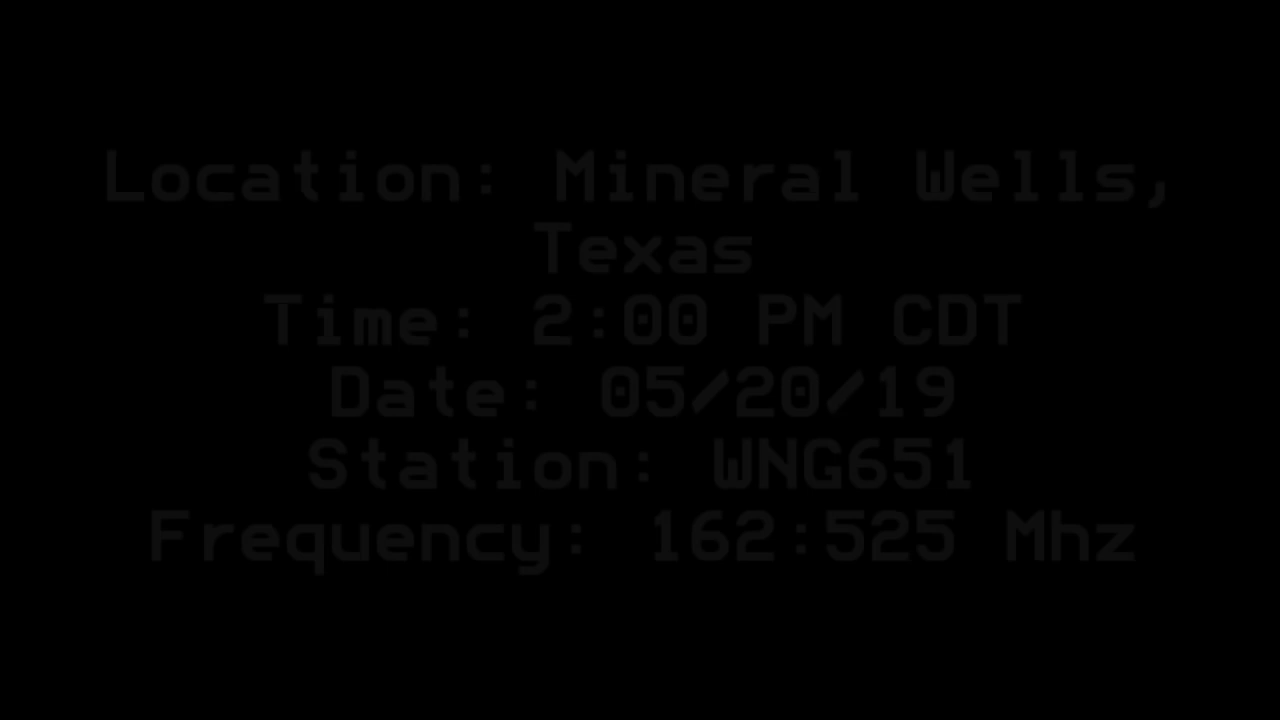 Location: Mineral Wells,
Texas
Time: 2:00 PM CDT
Date: 05/20/19
Station: WNG651
Frequency: 162:525 Mhz